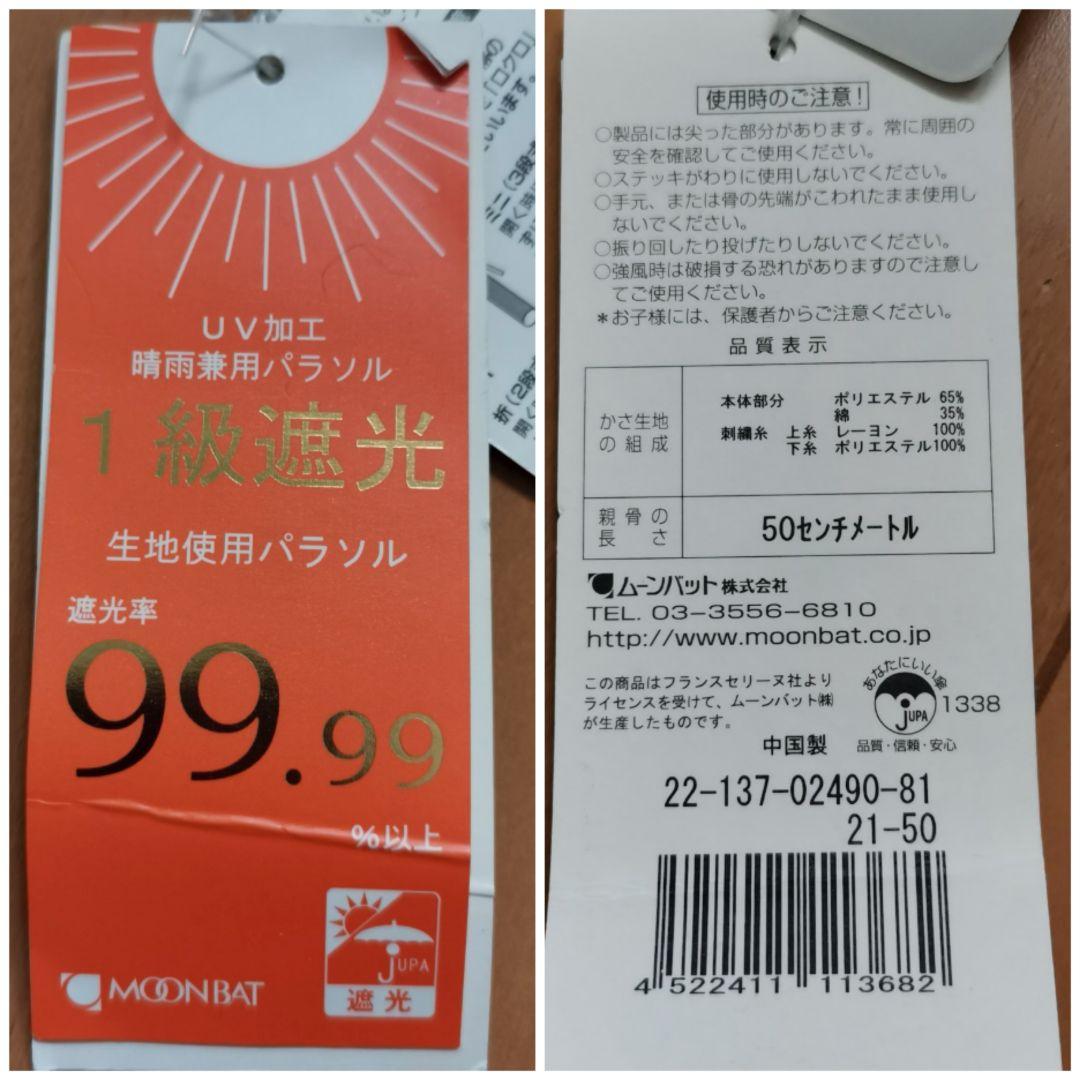 UV加工
晴雨兼用パラソル
1級遮光
生地使用パラソル
遮光率
99.99
%以上
JUPA
遮光
MOONBAT
使用時のご注意！
○製品には尖った部分があります。常に周囲の
安全を確認してご使用ください。
○ステッキがわりに使用しないでください。
○手元、または骨の先端がこわれたまま使用し
ないでください。
○振り回したり投げたりしないでください。
○強風時は破損する恐れがありますので注意し
てご使用ください。
＊お子様には、保護者からご注意ください。
品質表示
かさ生地
の組成
本体部分 ポリエステル 65%
綿 35%
刺繍糸 上糸 レーヨン 100%
下糸 ポリエステル100%
親骨の
長さ
50センチメートル
ムーンバット株式会社
TEL. 03-3556-6810
http://www.moonbat.co.jp
この商品はフランスセリーヌ社より
ライセンスを受けて、ムーンバット㈱
が生産したものです。
あなたにいい傘
JUPA
1338
品質・信頼・安心
中国製
22-137-02490-81
21-50
4 522411 113682